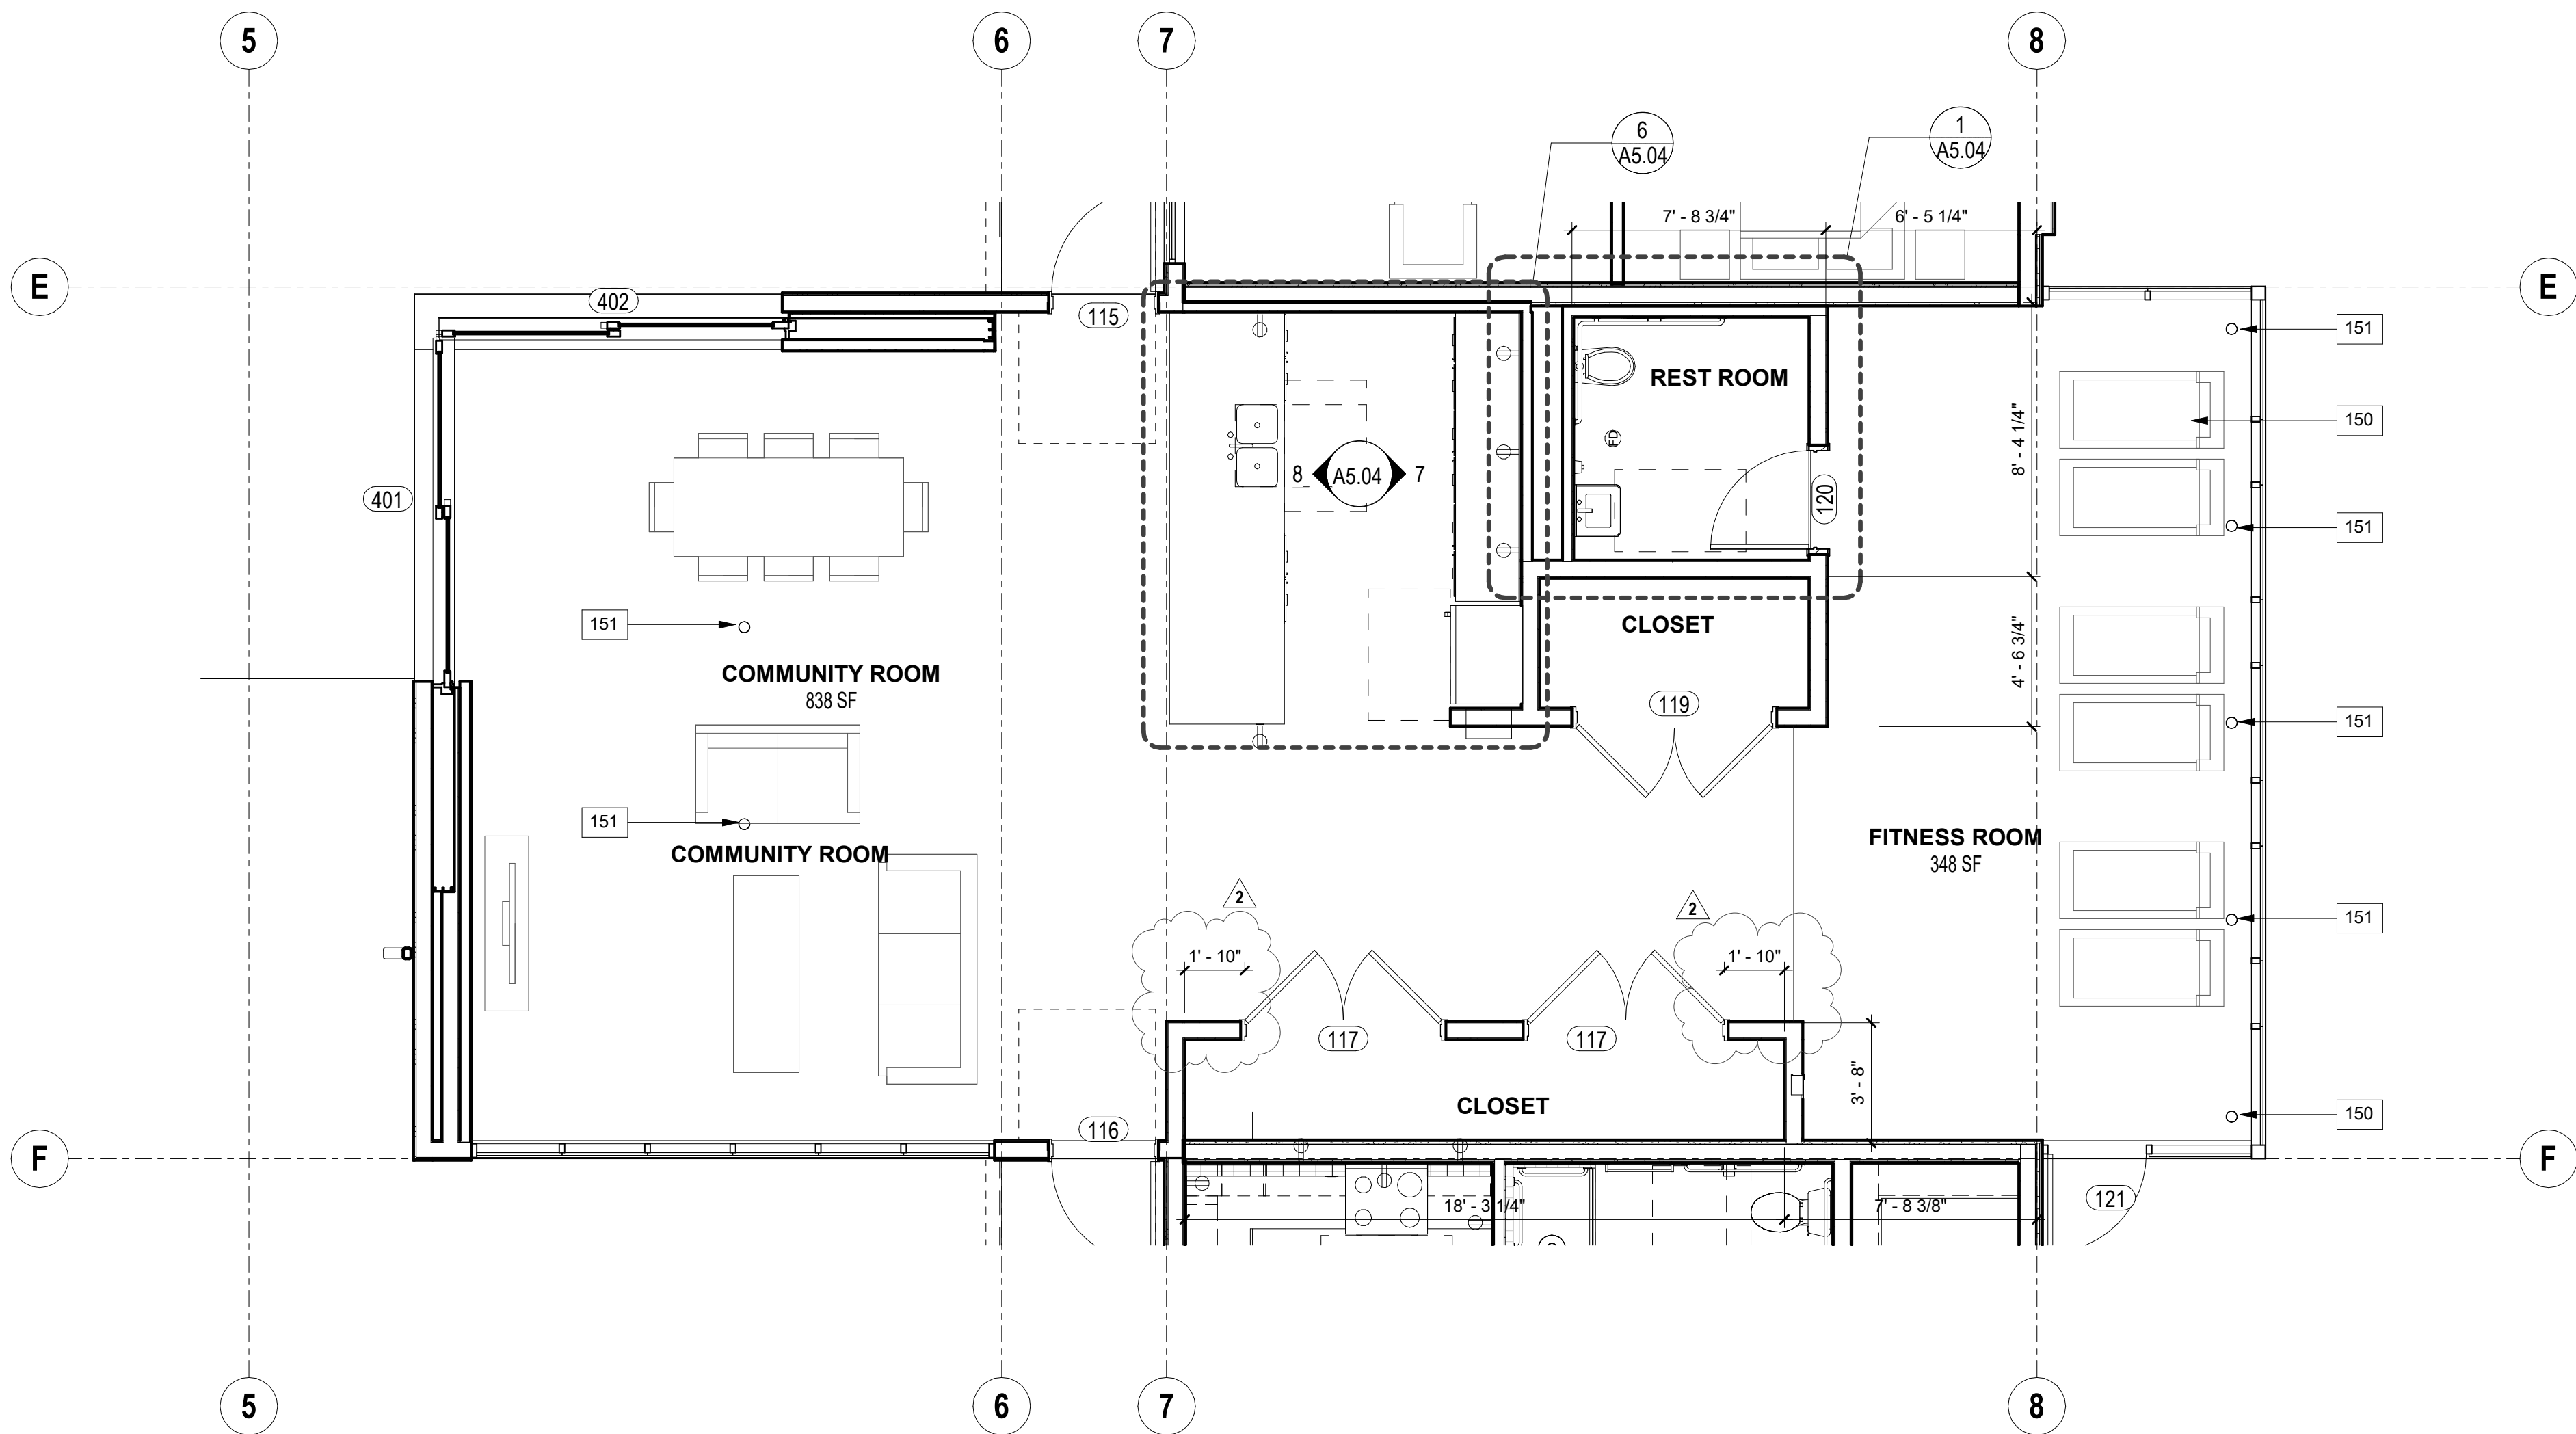 5
6
7
8
6
A5.04
1
A5.04
7' - 8 3/4"
6' - 5 1/4"
E
E
402
115
151
REST ROOM
150
8' - 4 1/4"
FD
8
A5.04
7
401
120
151
151
CLOSET
4' - 6 3/4"
COMMUNITY ROOM
838 SF
119
151
151
COMMUNITY ROOM
FITNESS ROOM
348 SF
2
2
151
1' - 10"
1' - 10"
117
117
3' - 8"
CLOSET
150
116
F
F
18' - 3 1/4"
7' - 8 3/8"
121
5
6
7
8